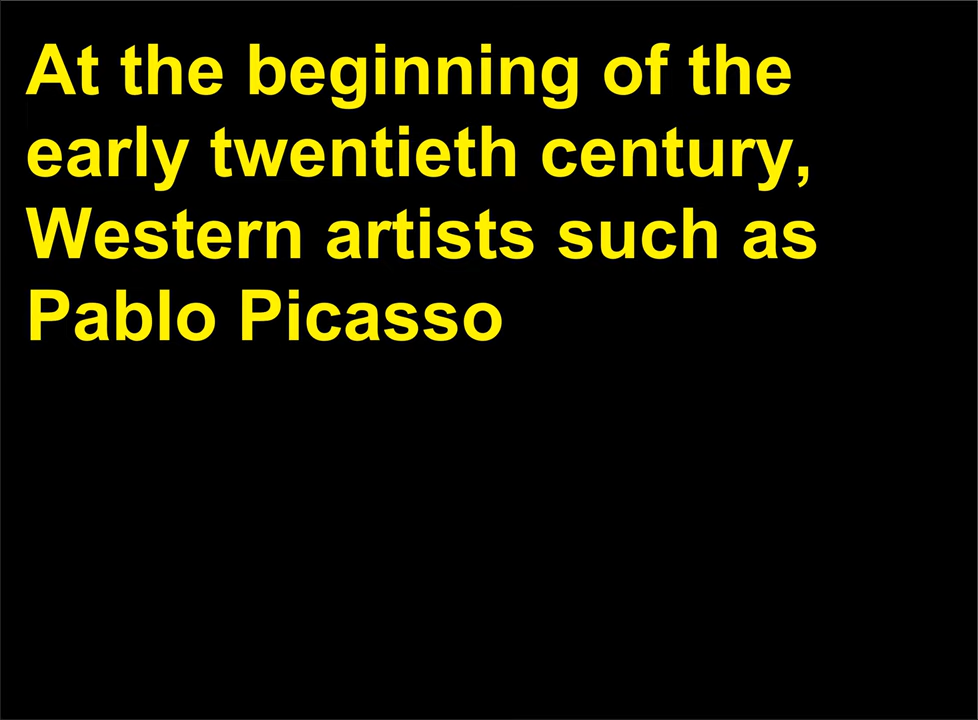 At the beginning of the
early twentieth century,
Western artists such as
Pablo Picasso